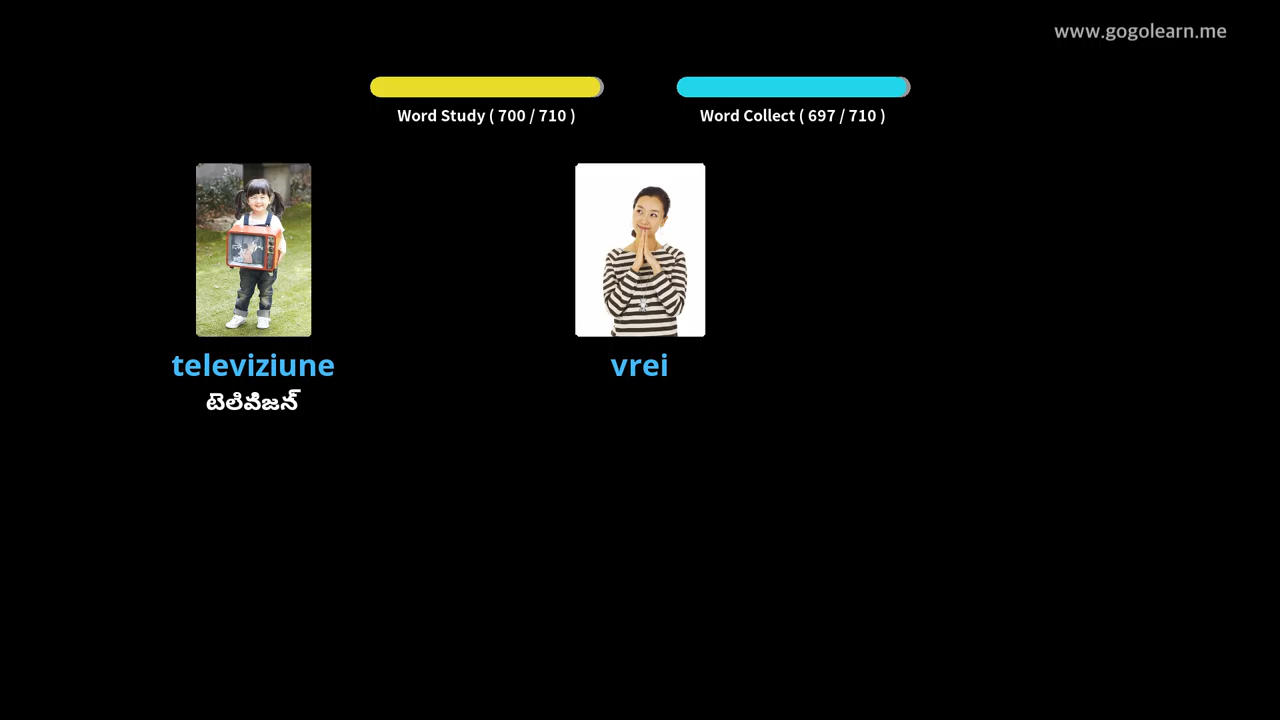 www.gogolearn.me
Word Study ( 700 / 710 )
Word Collect ( 697 / 710 )
televiziune
టెలివిజన్
vrei